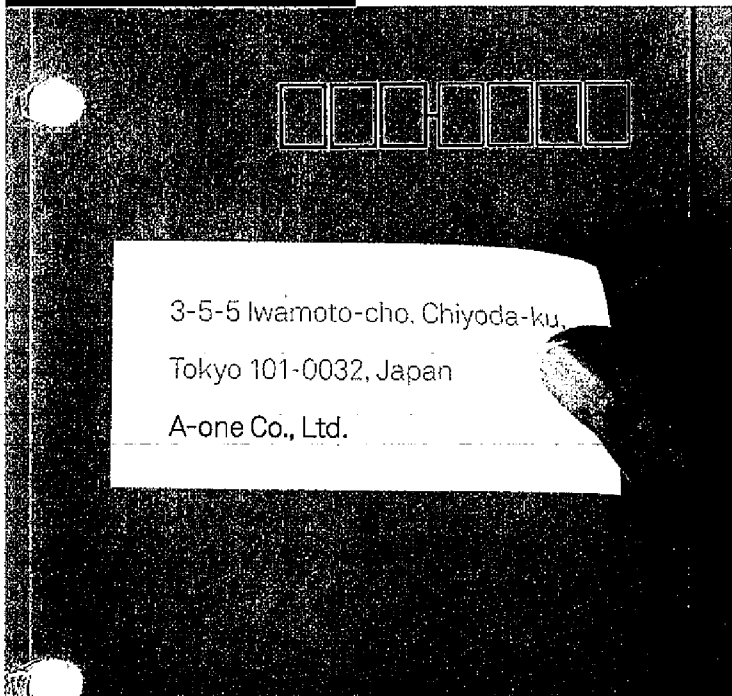 3-5-5 Iwamoto-cho, Chiyoda-ku,
Tokyo 101-0032, Japan
A-one Co., Ltd.